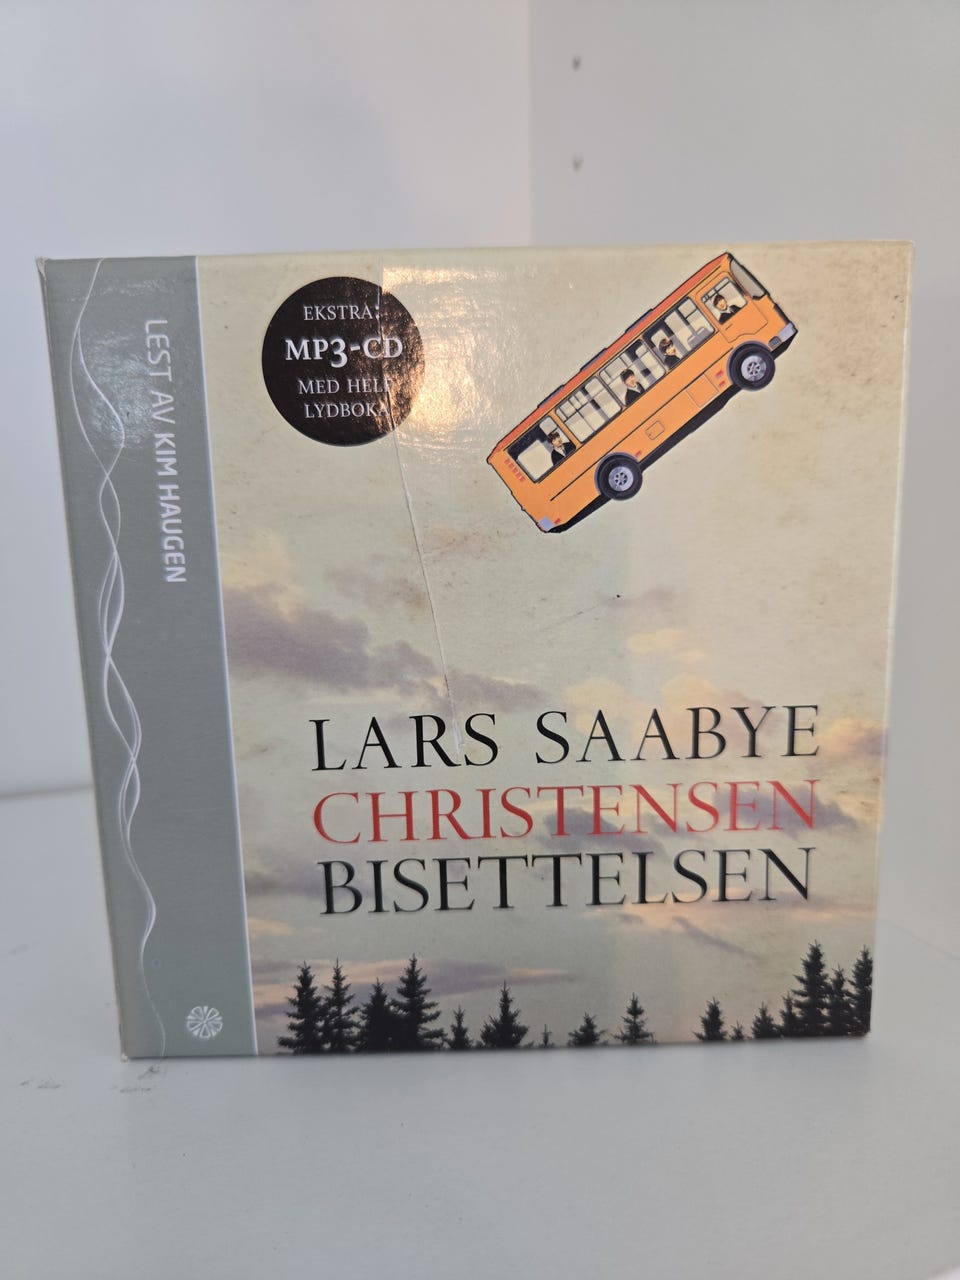 EKSTRA:
MP3-CD
MED HELE
LYDBOKA
LEST AV KIM HAUGEN
LARS SAABYE
CHRISTENSEN
BISETTELSEN